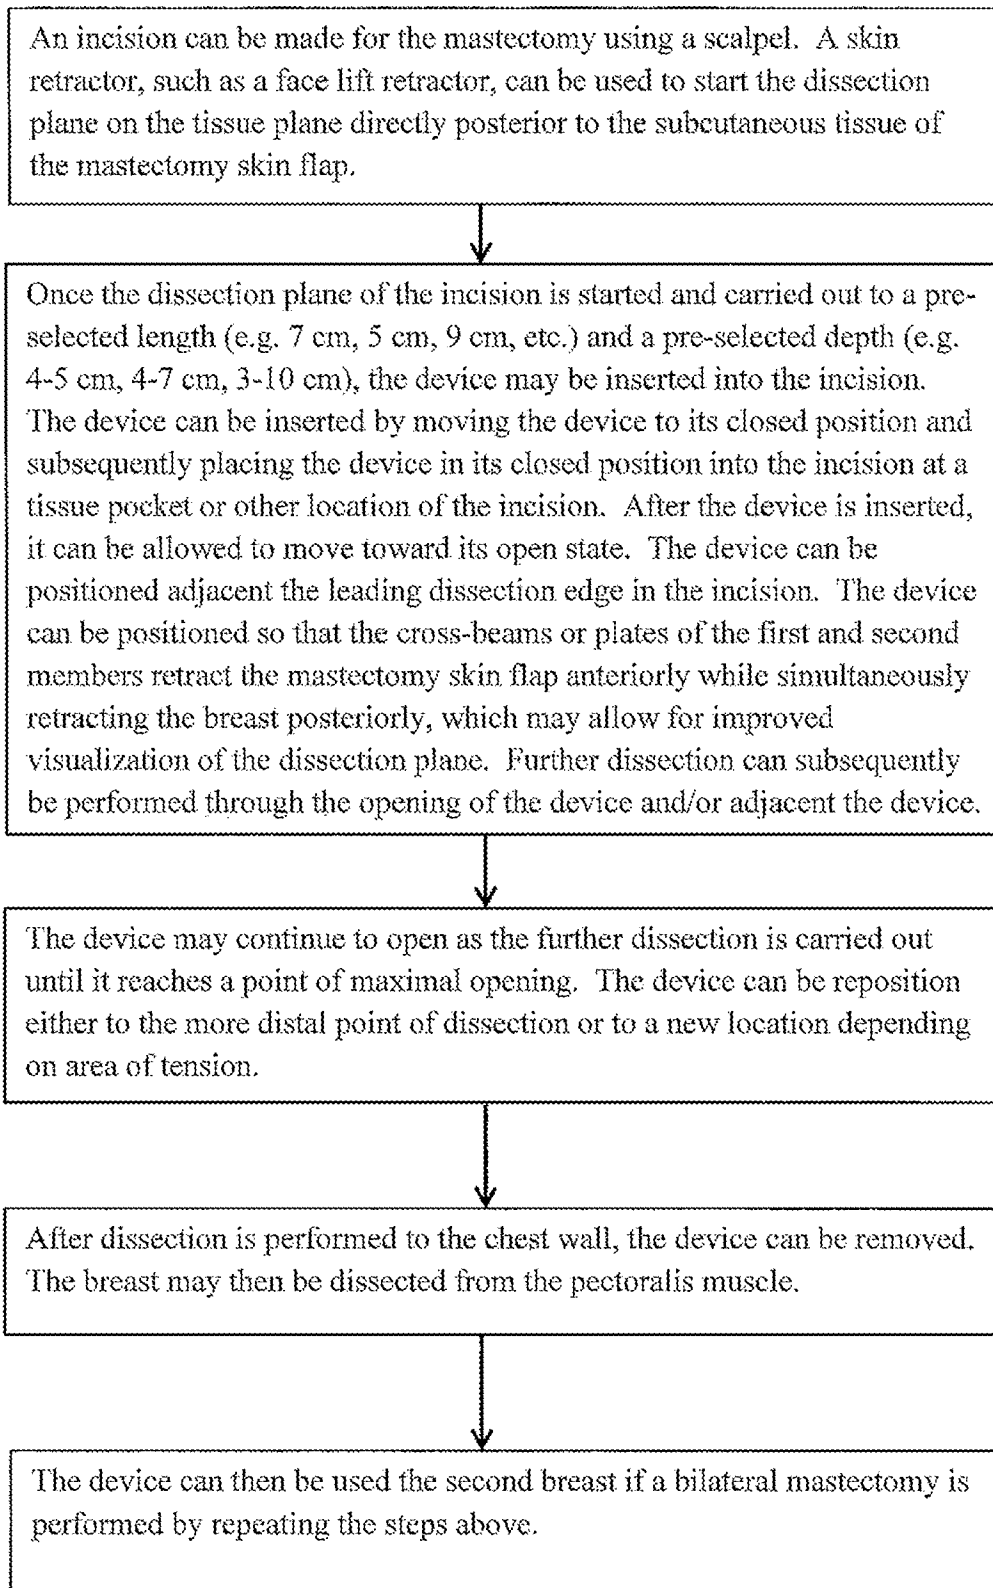 An incision can be made for the mastectomy using a scalpel. A skin
retractor, such as a face lift retractor, can be used to start the dissection
plane on the tissue plane directly posterior to the subcutaneous tissue of
the mastectomy skin flap.
Once the dissection plane of the incision is started and carried out to a pre-
selected length (e.g. 7 cm, 5 cm, 9 cm, etc.) and a pre-selected depth (e.g.
4-5 cm, 4-7 cm, 3-10 cm), the device may be inserted into the incision.
The device can be inserted by moving the device to its closed position and
subsequently placing the device in its closed position into the incision at a
tissue pocket or other location of the incision. After the device is inserted,
it can be allowed to move toward its open state. The device can be
positioned adjacent the leading dissection edge in the incision. The device
can be positioned so that the cross-beams or plates of the first and second
members retract the mastectomy skin flap anteriorly while simultaneously
retracting the breast posteriorly, which may allow for improved
visualization of the dissection plane. Further dissection can subsequently
be performed through the opening of the device and/or adjacent the device.
The device may continue to open as the further dissection is carried out
until it reaches a point of maximal opening. The device can be reposition
either to the more distal point of dissection or to a new location depending
on area of tension.
After dissection is performed to the chest wall, the device can be removed.
The breast may then be dissected from the pectoralis muscle.
The device can then be used the second breast if a bilateral mastectomy is
performed by repeating the steps above.